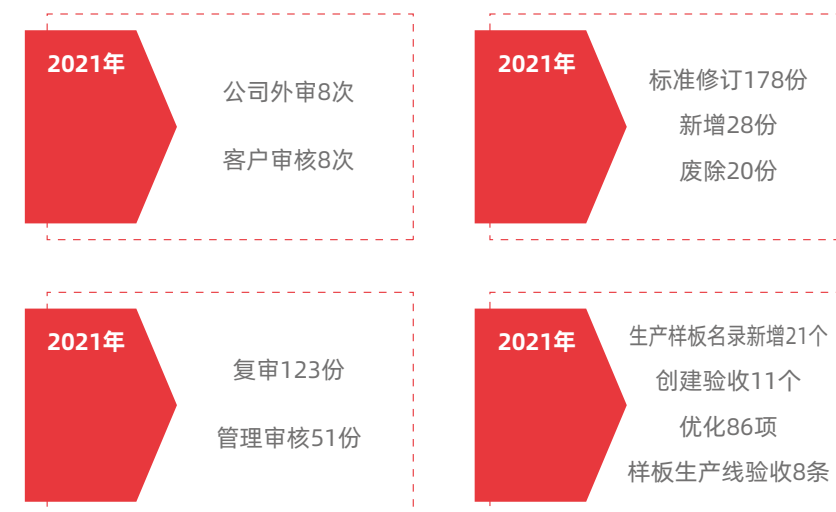 2021年
公司外审8次
客户审核8次
2021年
标准修订178份
新增28份
废除20份
2021年
复审123份
管理审核51份
2021年
生产样板名录新增21个
创建验收11个
优化86项
样板生产线验收8条